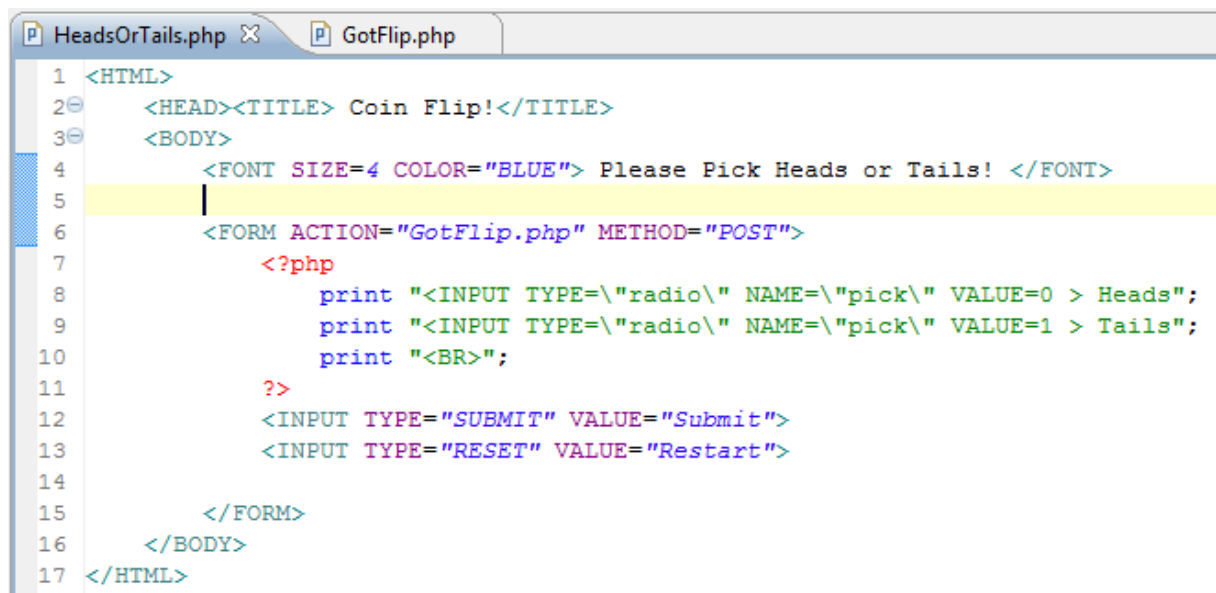 HeadsOrTails.php GotFlip.php
1 <HTML>
2 <HEAD><TITLE> Coin Flip!</TITLE>
3 <BODY>
4 <FONT SIZE=4 COLOR="BLUE"> Please Pick Heads or Tails! </FONT>
5
6 <FORM ACTION="GotFlip.php" METHOD="POST">
7 <?php
8 print "<INPUT TYPE=\"radio\" NAME=\"pick\" VALUE=0 > Heads";
9 print "<INPUT TYPE=\"radio\" NAME=\"pick\" VALUE=1 > Tails";
10 print "<BR>";
11 ?>
12 <INPUT TYPE="SUBMIT" VALUE="Submit">
13 <INPUT TYPE="RESET" VALUE="Restart">
14
15 </FORM>
16 </BODY>
17 </HTML>